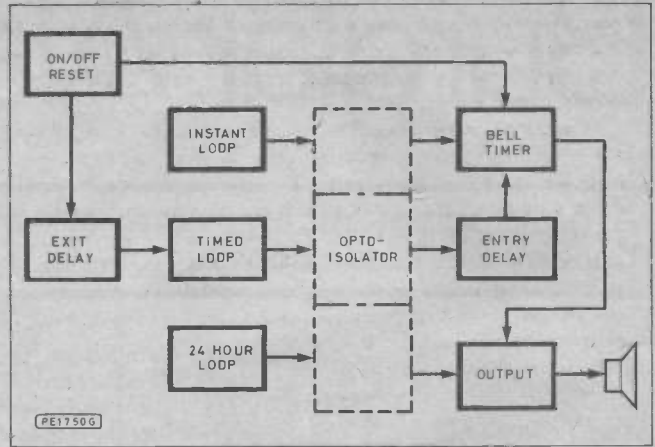 ON/OFF
RESET
INSTANT
LOOP
BELL
TIMER
EXIT
DELAY
TIMED
LOOP
OPTO-
ISOLATOR
ENTRY
DELAY
24 HOUR
LOOP
OUTPUT
PE1750G